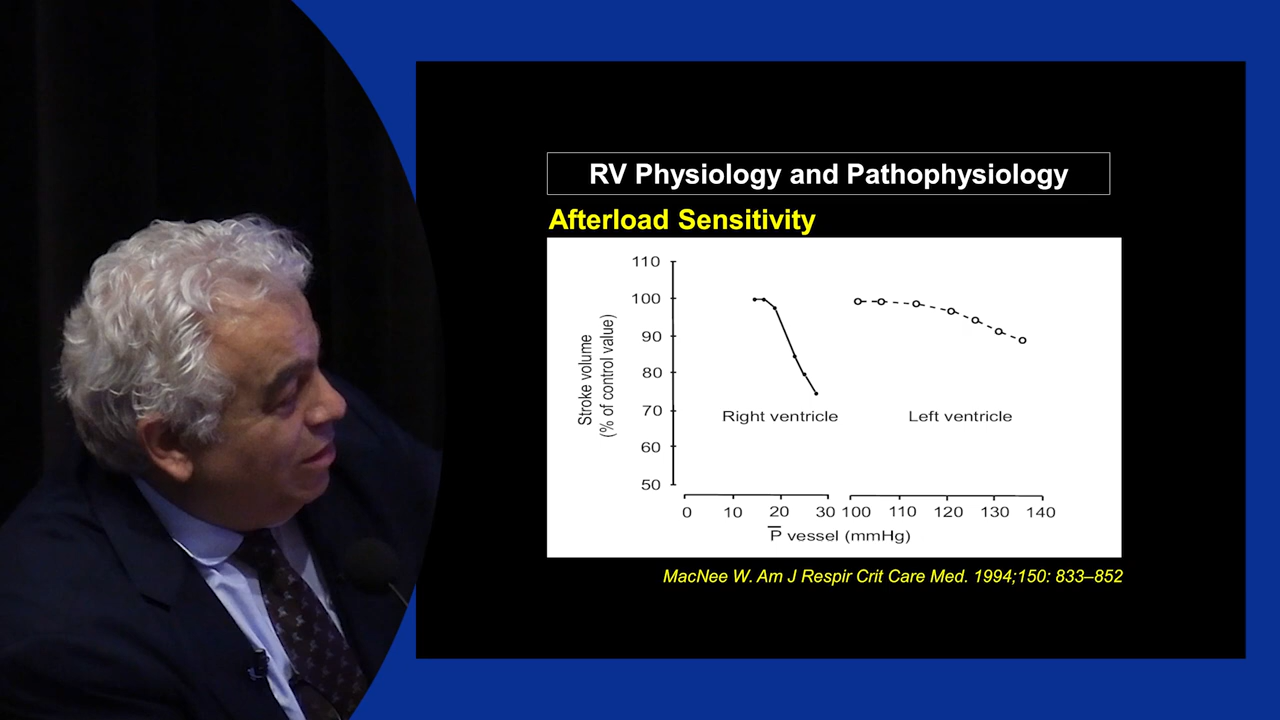 RV Physiology and Pathophysiology
Afterload Sensitivity
110
100
90
80
70
60
50
Stroke volume
(% of control value)
Right ventricle
Left ventricle
0 10 20 30 100 110 120 130 140
P vessel (mmHg)
MacNee W. Am J Respir Crit Care Med. 1994;150: 833–852